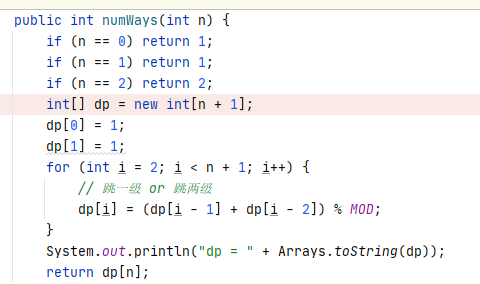 public int numWays(int n) {
    if (n == 0) return 1;
    if (n == 1) return 1;
    if (n == 2) return 2;
    int[] dp = new int[n + 1];
    dp[0] = 1;
    dp[1] = 1;
    for (int i = 2; i < n + 1; i++) {
        // 跳一级 or 跳两级
        dp[i] = (dp[i - 1] + dp[i - 2]) % MOD;
    }
    System.out.println("dp = " + Arrays.toString(dp));
    return dp[n];